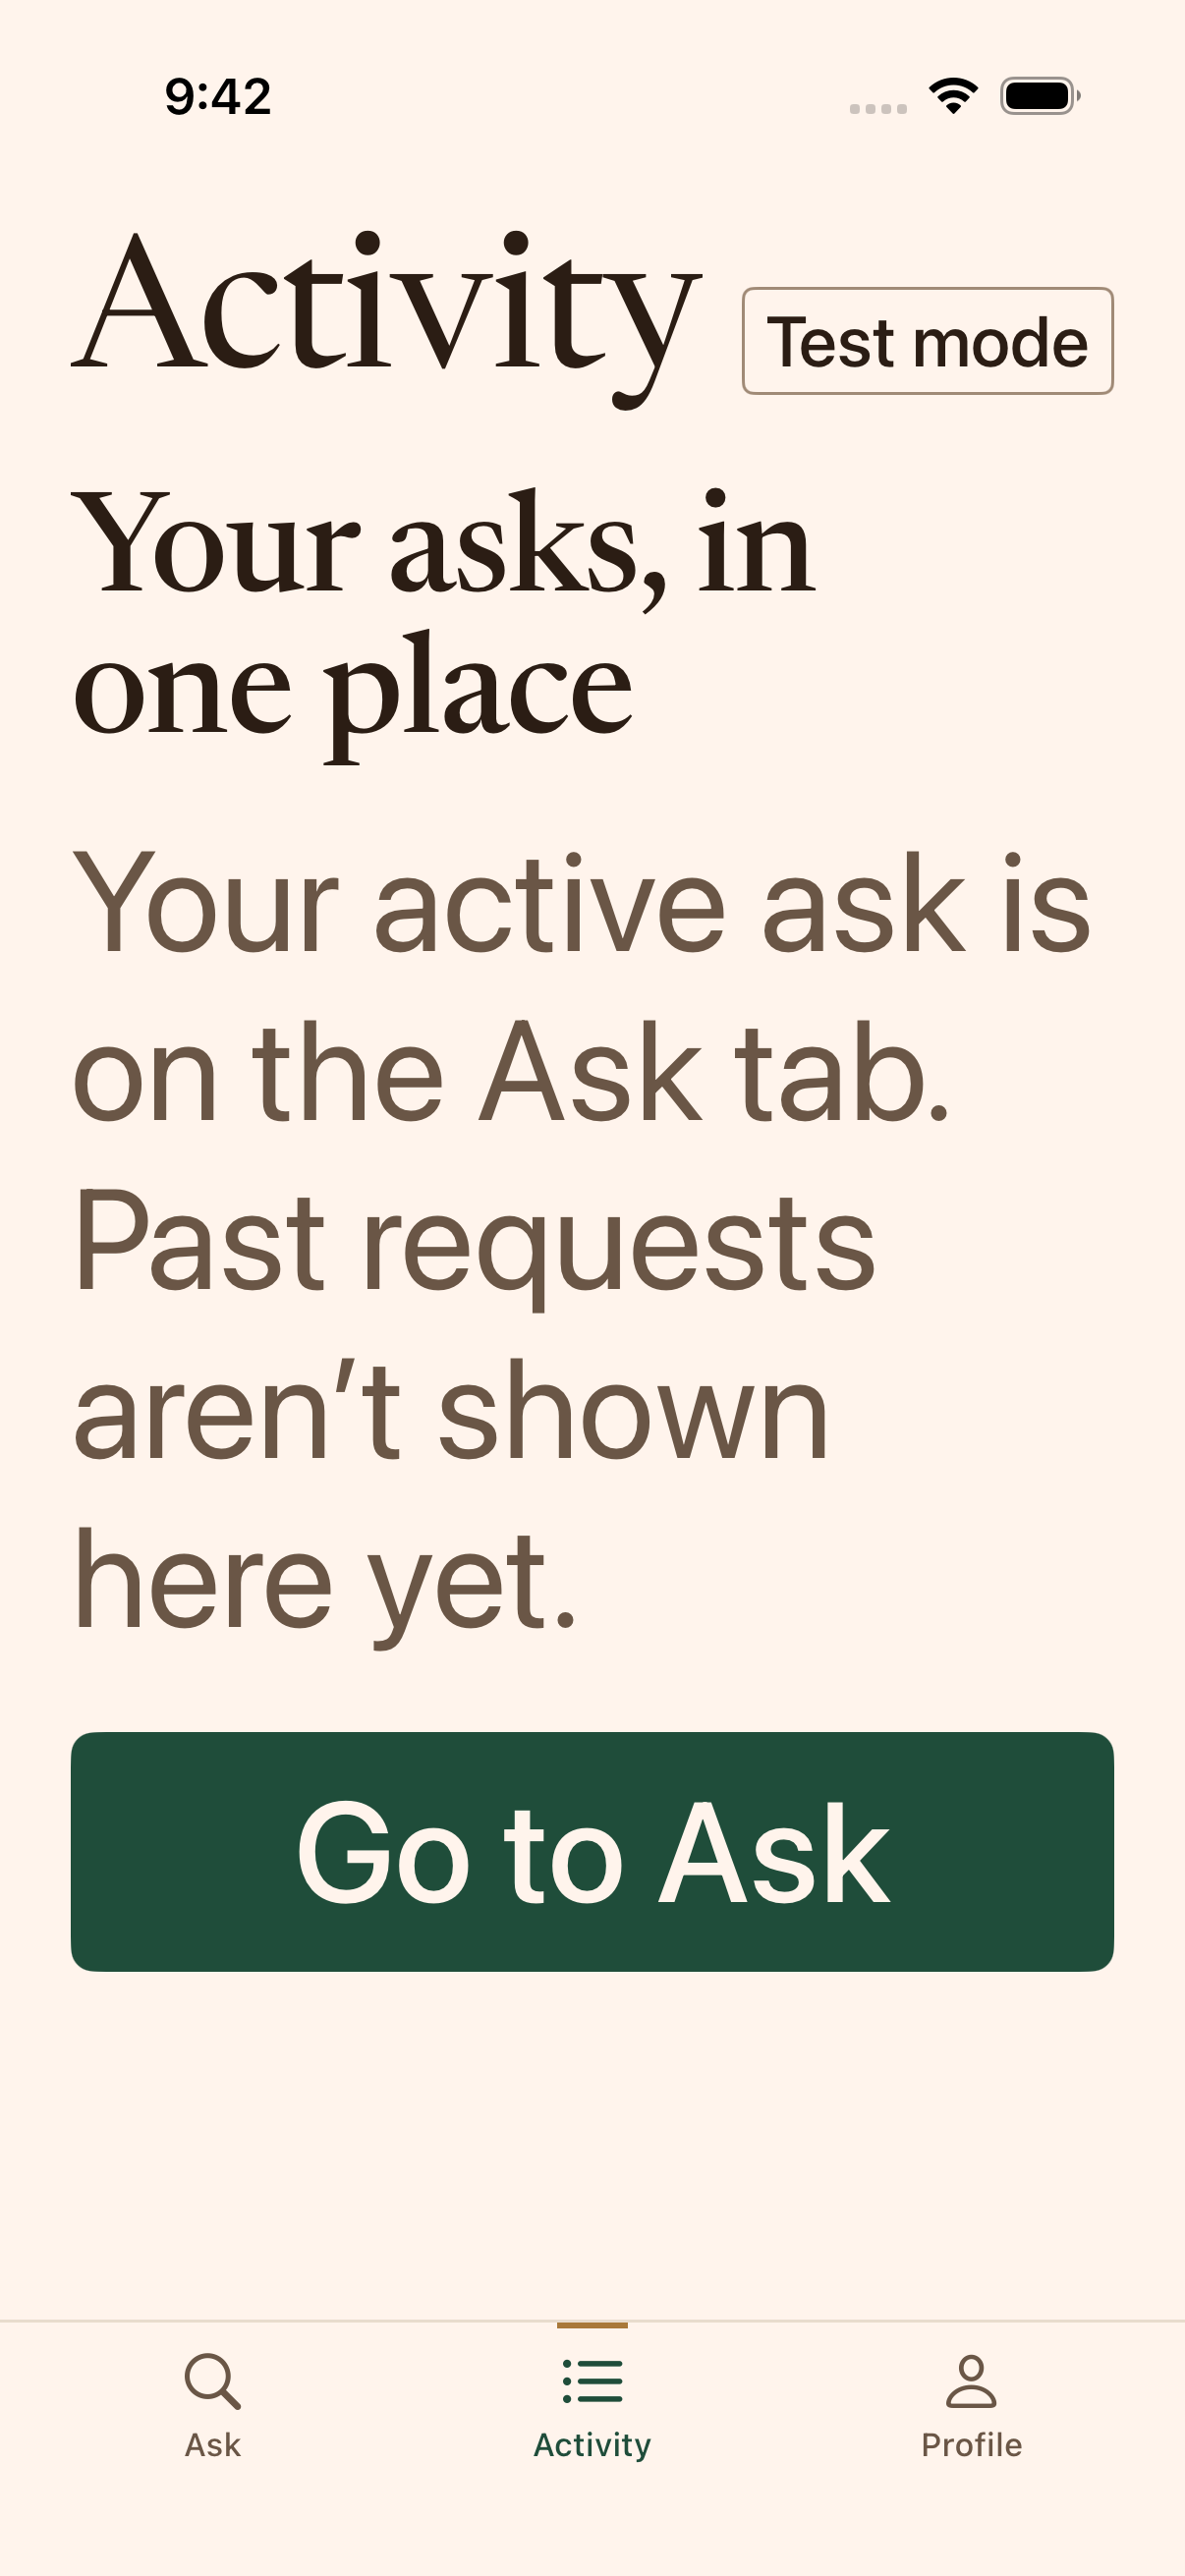 9:42
Activity
Test mode
Your asks, in
one place
Your active ask is
on the Ask tab.
Past requests
aren’t shown
here yet.
Go to Ask
Ask
Activity
Profile